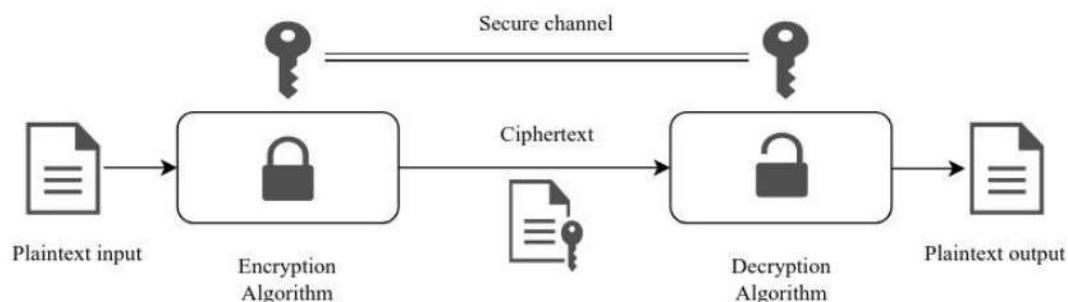 Secure channel
Ciphertext
Plaintext input
Encryption
Algorithm
Decryption
Algorithm
Plaintext output